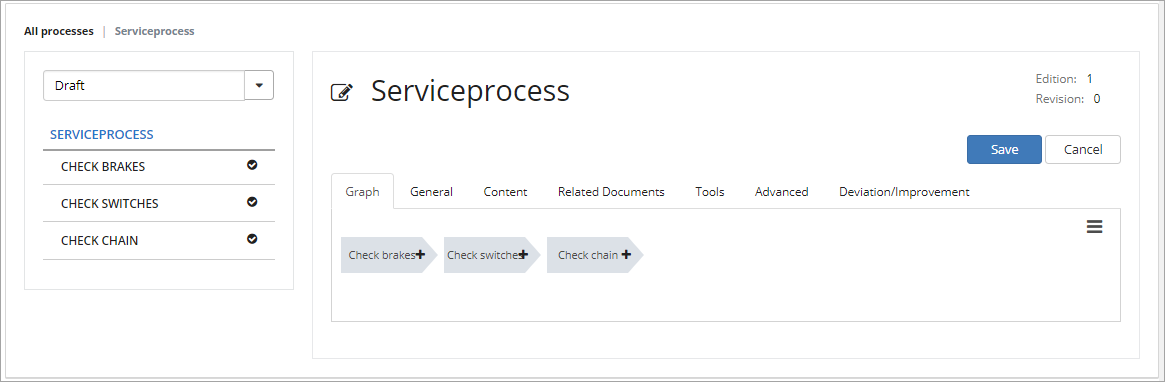 All processes | Serviceprocess
Draft
SERVICEPROCESS
CHECK BRAKES
CHECK SWITCHES
CHECK CHAIN
Serviceprocess
Edition: 1
Revision: 0
Save Cancel
Graph General Content Related Documents Tools Advanced Deviation/Improvement
Check brakes Check switches Check chain